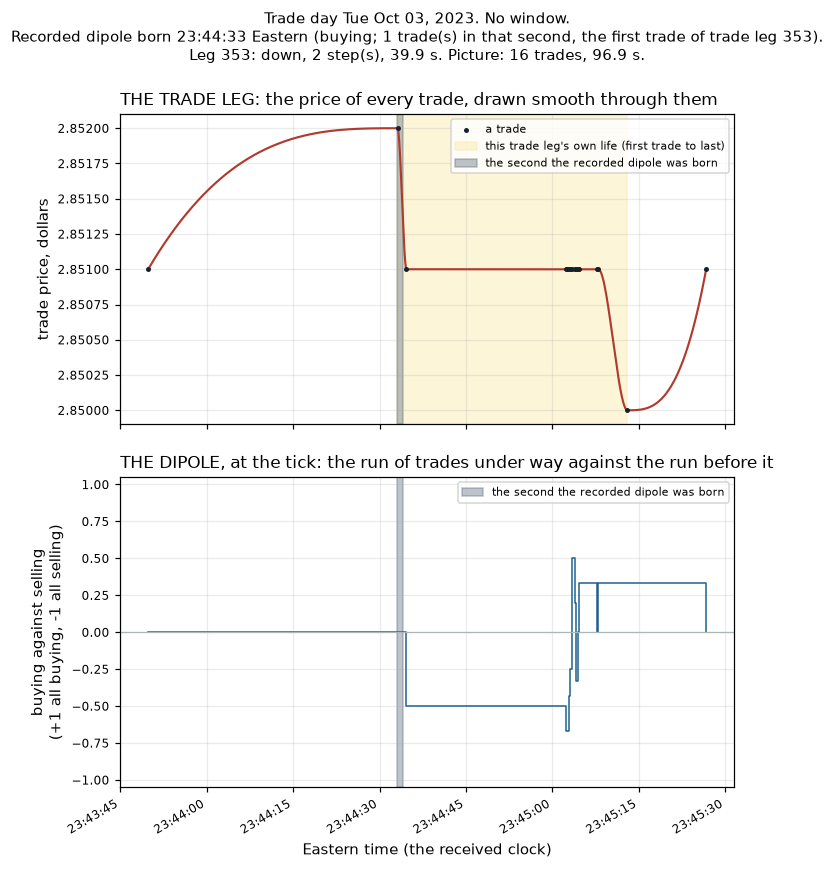 Trade day Tue Oct 03, 2023. No window.
Recorded dipole born 23:44:33 Eastern (buying; 1 trade(s) in that second, the first trade of trade leg 353).
Leg 353: down, 2 step(s), 39.9 s. Picture: 16 trades, 96.9 s.
THE TRADE LEG: the price of every trade, drawn smooth through them
trade price, dollars
2.85200
2.85175
2.85150
2.85125
2.85100
2.85075
2.85050
2.85025
2.85000
a trade
this trade leg's own life (first trade to last)
the second the recorded dipole was born
THE DIPOLE, at the tick: the run of trades under way against the run before it
buying against selling
(+1 all buying, -1 all selling)
1.00
0.75
0.50
0.25
0.00
−0.25
−0.50
−0.75
−1.00
the second the recorded dipole was born
23:43:45
23:44:00
23:44:15
23:44:30
23:44:45
23:45:00
23:45:15
23:45:30
Eastern time (the received clock)